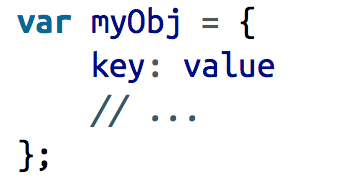 var myObj = {
    key: value
    // ...
};